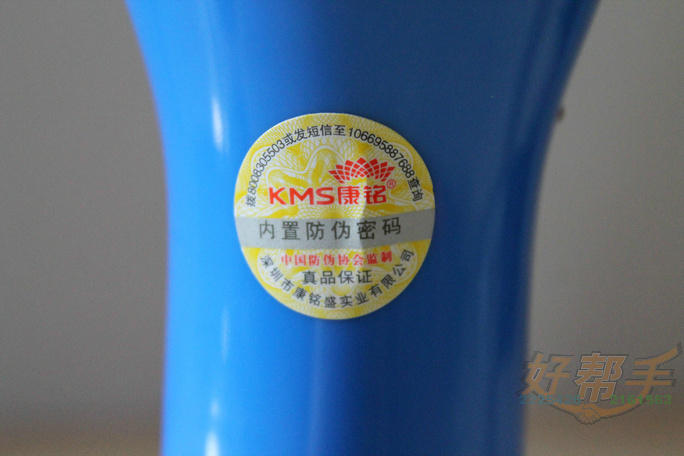 拨8008305503或发短信至106695887688查询
KMS康铭®
内置防伪密码
中国防伪协会监制
真品保证
深圳市康铭盛实业有限公司
好帮手